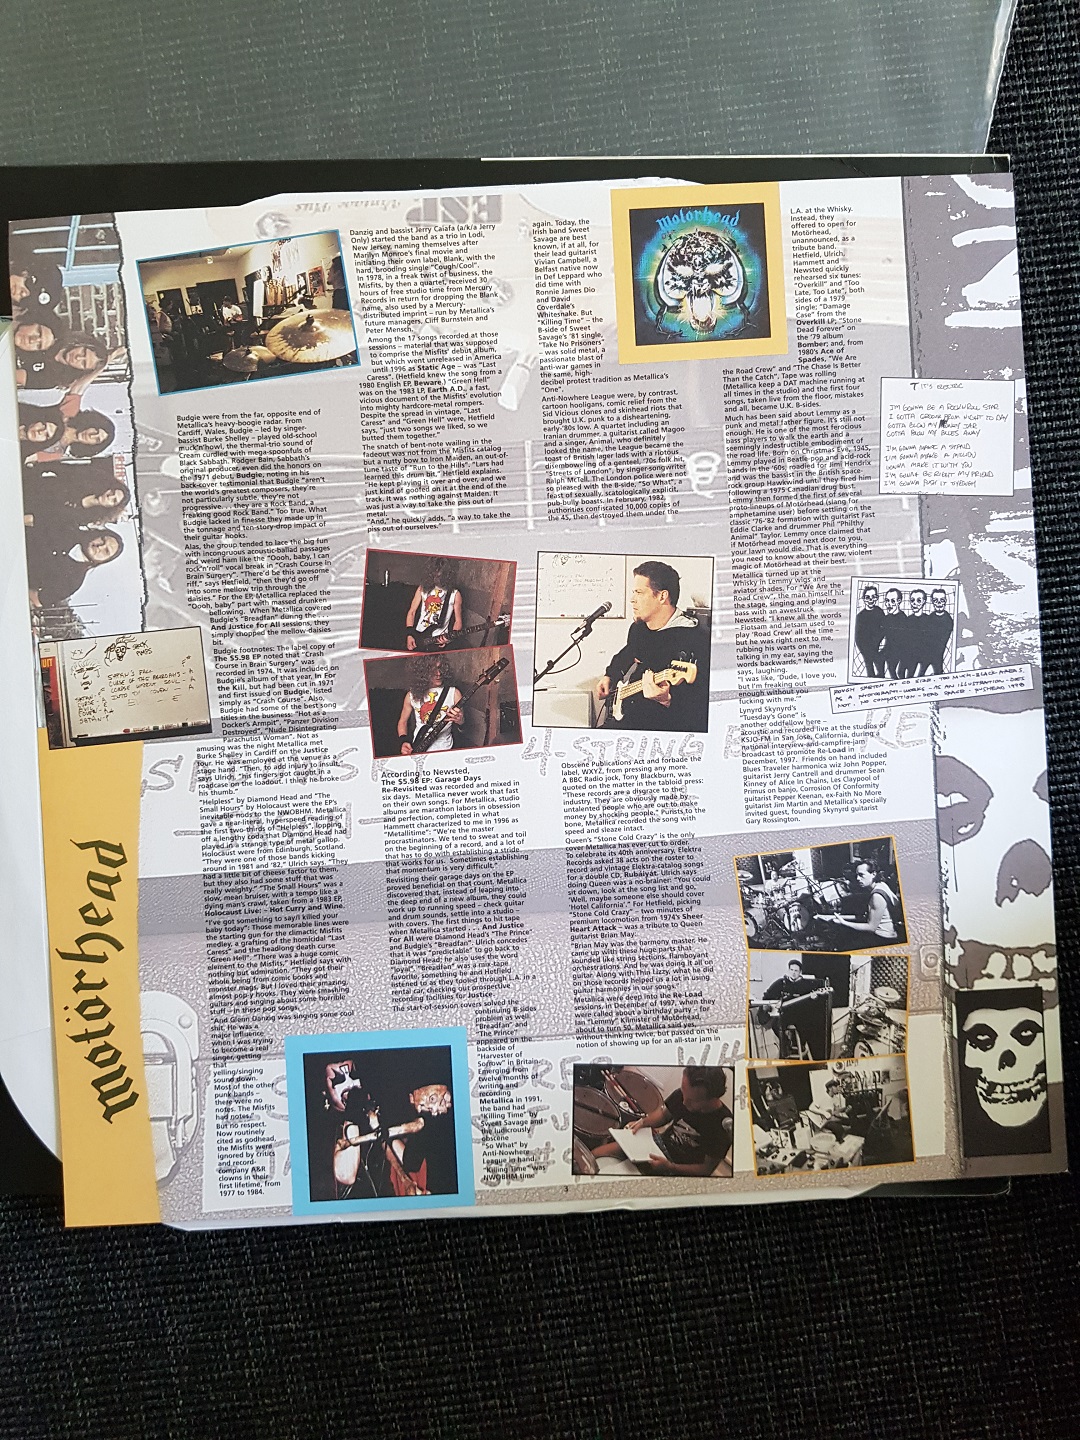 Budgie were from the far, opposite end of
Metallica's heavy-boogie radar. From
Cardiff, Wales, Budgie – led by singer-
bassist Burke Shelley – played old-school
muck'n'howl, the thermal-trio sound of
Cream curdled with mega-spoonfuls of
Black Sabbath. Rodger Bain, Sabbath's
original producer, even did the honors on
the 1971 debut, Budgie, noting in his
back-cover testimonial that Budgie "aren't
the world's greatest composers, they're
not particularly subtle, they're not
progressive. . . they are a Rock Band, a
freaking good Rock Band." Too true. What
Budgie lacked in finesse they made up in
the tonnage and ten-story-drop impact of
their guitar hooks.
Alas, the group tended to lace the big fun
with incongruous acoustic-ballad passages
and weird ham like the "Oooh, baby, I can
rock'n'roll" vocal break in "Crash Course In
Brain Surgery". "There'd be this awesome
riff," says Hetfield, "then they'd go off
into some mellow trip through the
daisies." For the EP, Metallica replaced the
"Oooh, baby" part with massed drunken
bellowing. When Metallica covered
Budgie's "Breadfan" during the
And Justice for All sessions, they
simply chopped the mellow-daisies
bit.
Budgie footnotes: The label copy of
The $5.98 EP noted that "Crash
Course in Brain Surgery" was
recorded in 1974. It was included on
Budgie's album of that year, In For
the Kill, but had been cut in 1971
and first issued on Budgie, listed
simply as "Crash Course". Also,
Budgie had some of the best song
titles in the business: "Hot as a
Docker's Armpit", "Panzer Division
Destroyed", "Nude Disintegrating
Parachutist Woman". Not as
amusing was the night Metallica met
Burke Shelley in Cardiff on the Justice
tour. He was employed at the venue as a
stage hand. "Then, to add injury to insult,"
says Ulrich, "his fingers got caught in a
roadcase on the loadout. I think he broke
his thumb."
"Helpless" by Diamond Head and "The
Small Hours" by Holocaust were the EP's
inevitable nods to the NWOBHM. Metallica
gave a near-literal, hyperspeed reading of
the first two-thirds of "Helpless", lopping
off a lengthy coda that Diamond Head had
played in a strange type of metal gallop.
Holocaust were from Edinburgh, Scotland.
"They were one of those bands kicking
around in 1981 and '82," Ulrich says. "They
had a little bit of cheese factor to them,
but they also had some stuff that was
really weighty." "The Small Hours" was a
slow, mean bruiser, with a tempo like a
dying man's crawl, taken from a 1983 EP,
Holocaust Live: – Hot Curry and Wine.
"I've got something to say/I killed your
baby today": Those memorable lines were
the starting gun for the climactic Misfits
medley, a grafting of the homicidal "Last
Caress" and the headlong death curse
"Green Hell". "There was a huge comic
element to the Misfits," Hetfield says with
nothing but admiration. "They got their
whole being from comic books and
monster mags. But I loved their amazing,
almost pop-y hooks. They were smashing
guitars and singing about some horrible
stuff – in these pop songs.
"And Glenn Danzig was singing some cool
shit. He was a
major influence
when I was trying
to become a real
singer, getting
that
yelling/singing
sound down.
Most of the other
punk bands –
there were no
notes. The Misfits
had notes."
But no respect.
Now routinely
cited as godhead,
the Misfits were
ignored by critics
and record-
company A&R
clowns in their
first lifetime, from
1977 to 1984.
Danzig and bassist Jerry Caiafa (a/k/a Jerry
Only) started the band as a trio in Lodi,
New Jersey, naming themselves after
Marilyn Monroe's final movie and
initiating their own label, Blank, with the
hard, brooding single "Cough/Cool".
In 1978, in a freak twist of business, the
Misfits, by then a quartet, received 30
hours of free studio time from Mercury
Records in return for dropping the Blank
name, also used by a Mercury-
distributed imprint – run by Metallica's
future managers, Cliff Burnstein and
Peter Mensch.
Among the 17 songs recorded at those
sessions – material that was supposed
to comprise the Misfits' debut album,
but which went unreleased in America
until 1996 as Static Age – was "Last
Caress". (Hetfield knew the song from a
1980 English EP, Beware.) "Green Hell"
was on the 1983 LP, Earth A.D., a fast,
vicious document of the Misfits' evolution
into mighty hardcore-metal rompers.
Despite the spread in vintage, "Last
Caress" and "Green Hell" were, Hetfield
says, "just two songs we liked, so we
butted them together."
The snatch of bent-note wailing in the
fadeout was not from the Misfits catalog
but a nutty bow to Iron Maiden, an out-of-
tune taste of "Run to the Hills". "Lars had
learned this drum bit," Hetfield explains.
"He kept playing it over and over, and we
just kind of goofed on it at the end of the
track. It was nothing against Maiden. It
was just a way to take the piss out of
metal.
"And," he quickly adds, "a way to take the
piss out of ourselves."
According to Newsted,
The $5.98 EP: Garage Days
Re-Revisited was recorded and mixed in
six days. "Metallica never work that fast
on their own songs. For Metallica, studio
albums are marathon labors in obsession
and perfection, completed in what
Hammett characterized to me in 1996 as
"Metallitime": "We're the master
procrastinators. We tend to sweat and toil
on the beginning of a record, and a lot of
that has to do with establishing a stride
that works for us. Sometimes establishing
that momentum is very difficult."
Revisiting their garage days on the EP
proved beneficial on that count. Metallica
discovered that, instead of leaping into
the deep end of a new album, they could
work up to running speed – check guitar
and drum sounds, settle into a studio –
with covers. The first things to hit tape
when Metallica started . . . And Justice
For All were Diamond Head's "The Prince"
and Budgie's "Breadfan". Ulrich concedes
that it was "predictable" to go back to
Diamond Head; he also uses the word
"loyal". "Breadfan" was a mix-tape
favorite, something he and Hetfield
listened to as they tooled through L.A. in a
rental car, checking out prospective
recording facilities for Justice.
The start-of-session covers solved the
continuing B-sides
problem as well.
"Breadfan" and
"The Prince"
appeared on the
backside of
"Harvester of
Sorrow" in Britain.
Emerging from
twelve months of
writing and
recording
Metallica in 1991,
the band had
"Killing Time" by
Sweet Savage and
the ludicrously
obscene
"So What" by
Anti-Nowhere
League in hand.
"Killing Time" was
NWOBHM time
again. Today, the
Irish band Sweet
Savage are best
known, if at all, for
their lead guitarist
Vivian Campbell, a
Belfast native now
in Def Leppard who
did time with
Ronnie James Dio
and David
Coverdale's
Whitesnake. But
"Killing Time" – the
B-side of Sweet
Savage's '81 single,
"Take No Prisoners"
– was solid metal, a
passionate blast of
anti-war games in
the same, high-
decibel protest tradition as Metallica's
"One".
Anti-Nowhere League were, by contrast,
cartoon hooligans, comic relief from the
Sid Vicious clones and skinhead riots that
brought U.K. punk to a disheartening,
early-'80s low. A quartet including an
Iranian drummer, a guitarist called Magoo
and a singer, Animal, who definitely
looked the name, the League became the
toast of British lager lads with a riotous
disemboweling of a genteel, '70s folk hit,
"Streets of London", by singer-songwriter
Ralph McTell. The London police were not
so pleased with the B-side, "So What", a
feast of sexually, scatologically explicit,
pub-bully boasts. In February, 1982,
authorities confiscated 10,000 copies of
the 45, then destroyed them under the
Obscene Publications Act and forbade the
label, WXYZ, from pressing any more.
A BBC Radio jock, Tony Blackburn, was
quoted on the matter in the tabloid press:
"These records are a disgrace to the
industry. They are obviously made by
untalented people who are out to make
money by shocking people." Purists to the
bone, Metallica recorded the song with
speed and sleaze intact.
Queen's "Stone Cold Crazy" is the only
cover Metallica has ever cut to order.
To celebrate its 40th anniversary, Elektra
Records asked 38 acts on the roster to
record and vintage Elektra-catalog songs
for a double CD, Rubáiyát. Ulrich says
doing Queen was a no-brainer: "You could
sit down, look at the song list and go,
'Well, maybe someone else should cover
'Hotel California'." For Hetfield, picking
"Stone Cold Crazy" – two minutes of
premium locomotion from 1974's Sheer
Heart Attack – was a tribute to Queen
guitarist Brian May.
"Brian May was the harmony master. He
came up with these huge parts that
sounded like string sections, flamboyant
orchestrations. And he was doing it all on
guitar. Along with Thin Lizzy, what he did
on those records helped us a lot in using
guitar harmonies in our songs."
Metallica were deep into the Re-Load
sessions, in December of 1997, when they
were called about a birthday party – for
Ian "Lemmy" Kilmister of Motörhead,
about to turn 50. Metallica said yes,
without thinking twice, but passed on the
notion of showing up for an all-star jam in
L.A. at the Whisky.
Instead, they
offered to open for
Motörhead,
unannounced, as a
tribute band.
Hetfield, Ulrich,
Hammett and
Newsted quickly
rehearsed six tunes:
"Overkill" and "Too
Late, Too Late", both
sides of a 1979
single; "Damage
Case" from the
Overkill LP; "Stone
Dead Forever" on
the '79 album
Bomber; and, from
1980's Ace of
Spades, "We Are
the Road Crew" and "The Chase Is Better
Than the Catch". Tape was rolling
(Metallica keep a DAT machine running at
all times in the studio) and the first four
songs, taken live from the floor, mistakes
and all, became U.K. B-sides.
Much has been said about Lemmy as a
punk and metal father figure. It's still not
enough. He is one of the most ferocious
bass players to walk the earth and a
seemingly indestructible embodiment of
the road life. Born on Christmas Eve, 1945,
Lemmy played in Beatle-pop and acid-rock
bands in the '60s; roadied for Jimi Hendrix
and was the bassist in the British space-
rock group Hawkwind until they fired him
following a 1975 Canadian drug bust.
Lemmy then formed the first of several
proto-lineups of Motörhead (slang for
amphetamine user) before settling on the
classic '76-'82 formation with guitarist Fast
Eddie Clarke and drummer Phil "Philthy
Animal" Taylor. Lemmy once claimed that
if Motörhead moved next door to you,
your lawn would die. That is everything
you need to know about the raw, violent
magic of Motörhead at their best.
Metallica turned up at the
Whisky in Lemmy wigs and
aviator shades. For "We Are the
Road Crew", the man himself hit
the stage, singing and playing
bass with an awestruck
Newsted. "I knew all the words
– Flotsam and Jetsam used to
play 'Road Crew' all the time –
but he was right next to me,
rubbing his warts on me,
talking in my ear, saying the
words backwards," Newsted
says, laughing.
"I was like, 'Dude, I love you,
but I'm freaking out
enough without you
fucking with me."
Lynyrd Skynyrd's
"Tuesday's Gone" is
another oddfellow here –
acoustic and recorded live at the studios of
KSJO-FM in San Jose, California, during a
national interview-and-campfire-jam
broadcast to promote Re-Load in
December, 1997. Friends on hand included
Blues Traveler harmonica wiz John Popper,
guitarist Jerry Cantrell and drummer Sean
Kinney of Alice in Chains, Les Claypool of
Primus on banjo, Corrosion Of Conformity
guitarist Pepper Keenan, ex-Faith No More
guitarist Jim Martin and Metallica's specially
invited guest, founding Skynyrd guitarist
Gary Rossington.
motörhead
IT'S ELECTRIC
I'M GONNA BE A ROCK N ROLL STAR
I GOTTA GROOVE FROM NIGHT TO DAY
GOTTA BLOW MY CRAZY JAR
GOTTA BLOW MY BLUES AWAY
I'M GONNA MAKE A STAND
I'M GONNA MAKE A MILLION
GONNA MAKE IT WITH YOU
ROUGH SKETCH
motörhead
ESP
4-STRING
3